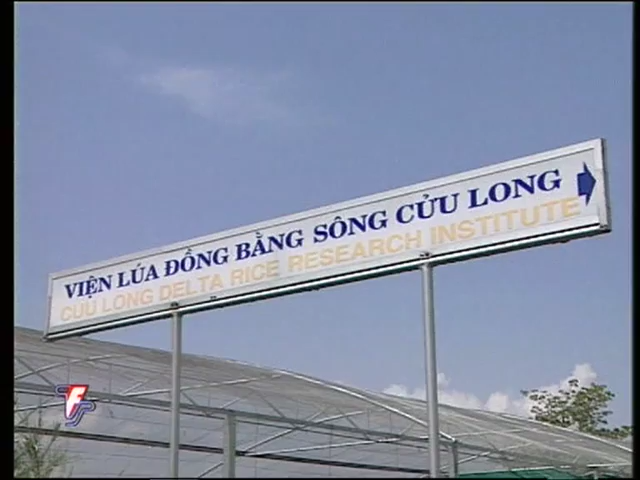 VIỆN LÚA ĐỒNG BẰNG SÔNG CỬU LONG
CUU LONG DELTA RICE RESEARCH INSTITUTE